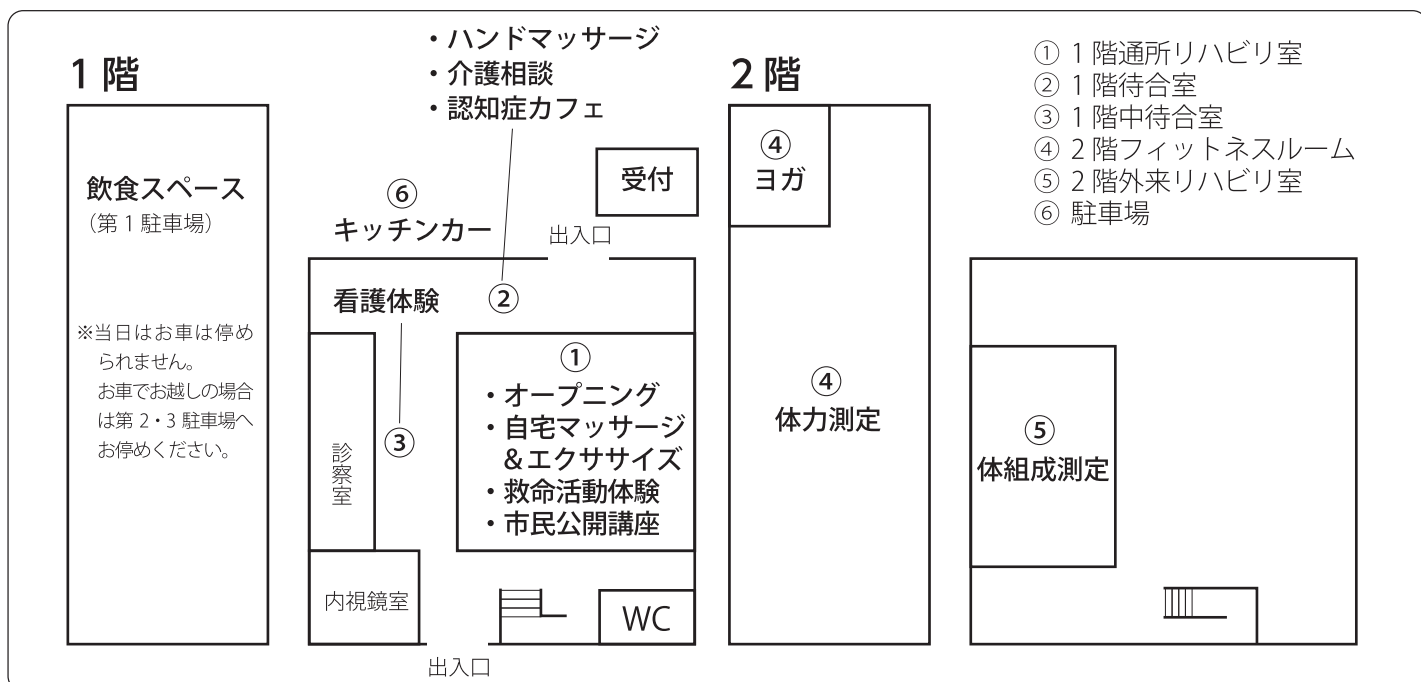 1 階
飲食スペース
（第 1 駐車場）
※当日はお車は停め
られません。
お車でお越しの場合
は第 2・3 駐車場へ
お停めください。
・ハンドマッサージ
・介護相談
・認知症カフェ
受付
⑥
キッチンカー
出入口
看護体験
②
①
・オープニング
・自宅マッサージ
＆エクササイズ
・救命活動体験
・市民公開講座
③
診察室
内視鏡室
WC
出入口
2 階
④
ヨガ
④
体力測定
⑤
体組成測定
① 1 階通所リハビリ室
② 1 階待合室
③ 1 階中待合室
④ 2 階フィットネスルーム
⑤ 2 階外来リハビリ室
⑥ 駐車場